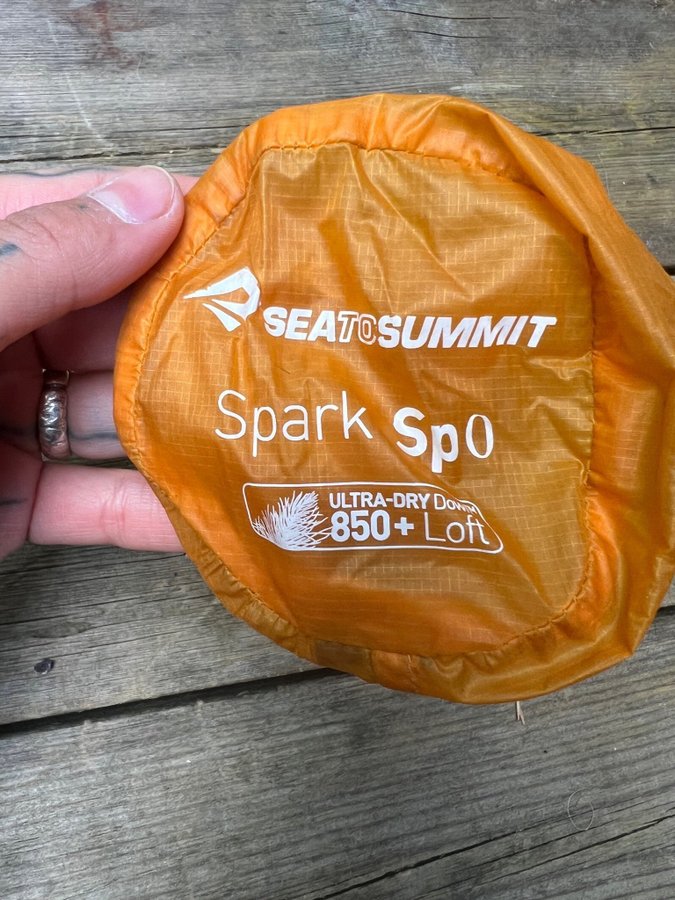 SEATOSUMMIT
Spark Sp0
ULTRA-DRY Down
850+ Loft